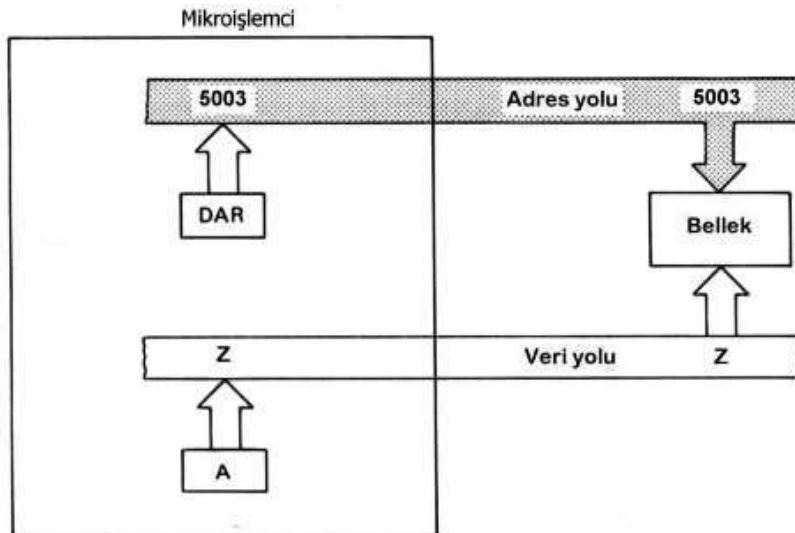 Mikroişlemci
5003 Adres yolu 5003
DAR
Bellek
Z Veri yolu Z
A